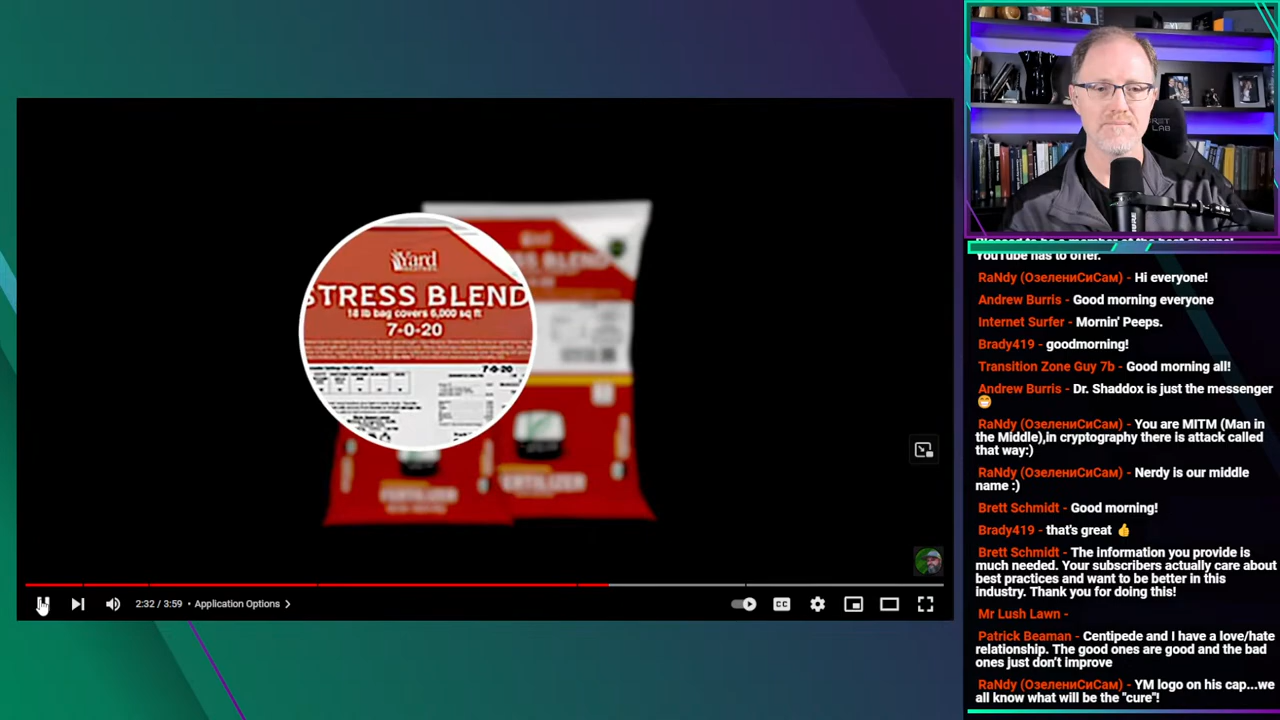 Yard
STRESS BLEND
18 lb bag covers 6,000 sq ft
7-0-20
7-0-20
FERTILIZER
FERTILIZER
2:32 / 3:59 • Application Options
CC
YouTube has to offer.
RaNdy (ОзелениСиСам) - Hi everyone!
Andrew Burris - Good morning everyone
Internet Surfer - Mornin' Peeps.
Brady419 - goodmorning!
Transition Zone Guy 7b - Good morning all!
Andrew Burris - Dr. Shaddox is just the messenger
😁
RaNdy (ОзелениСиСам) - You are MITM (Man in
the Middle),in cryptography there is attack called
that way:)
RaNdy (ОзелениСиСам) - Nerdy is our middle
name :)
Brett Schmidt - Good morning!
Brady419 - that's great 👍
Brett Schmidt - The information you provide is
much needed. Your subscribers actually care about
best practices and want to be better in this
industry. Thank you for doing this!
Mr Lush Lawn -
Patrick Beaman - Centipede and I have a love/hate
relationship. The good ones are good and the bad
ones just don't improve
RaNdy (ОзелениСиСам) - YM logo on his cap...we
all know what will be the "cure"!